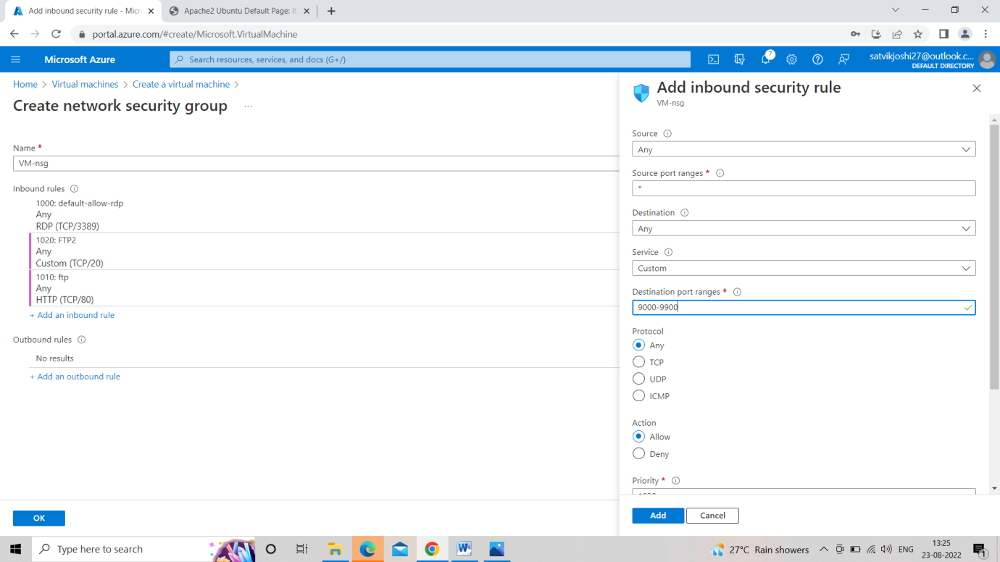 Add inbound security rule - Micr
Apache2 Ubuntu Default Page: It
portal.azure.com/#create/Microsoft.VirtualMachine
Microsoft Azure
Search resources, services, and docs (G+/)
7
satvikjoshi27@outlook.c...
DEFAULT DIRECTORY
Home > Virtual machines > Create a virtual machine >
Create network security group ...
Name *
VM-nsg
Inbound rules
1000: default-allow-rdp
Any
RDP (TCP/3389)
1020: FTP2
Any
Custom (TCP/20)
1010: ftp
Any
HTTP (TCP/80)
+ Add an inbound rule
Outbound rules
No results
+ Add an outbound rule
OK
Add inbound security rule
VM-nsg
Source
Any
Source port ranges *
*
Destination
Any
Service
Custom
Destination port ranges *
9000-9900
Protocol
Any
TCP
UDP
ICMP
Action
Allow
Deny
Priority *
Add
Cancel
Type here to search
27°C Rain showers
ENG
13:25
23-08-2022
1